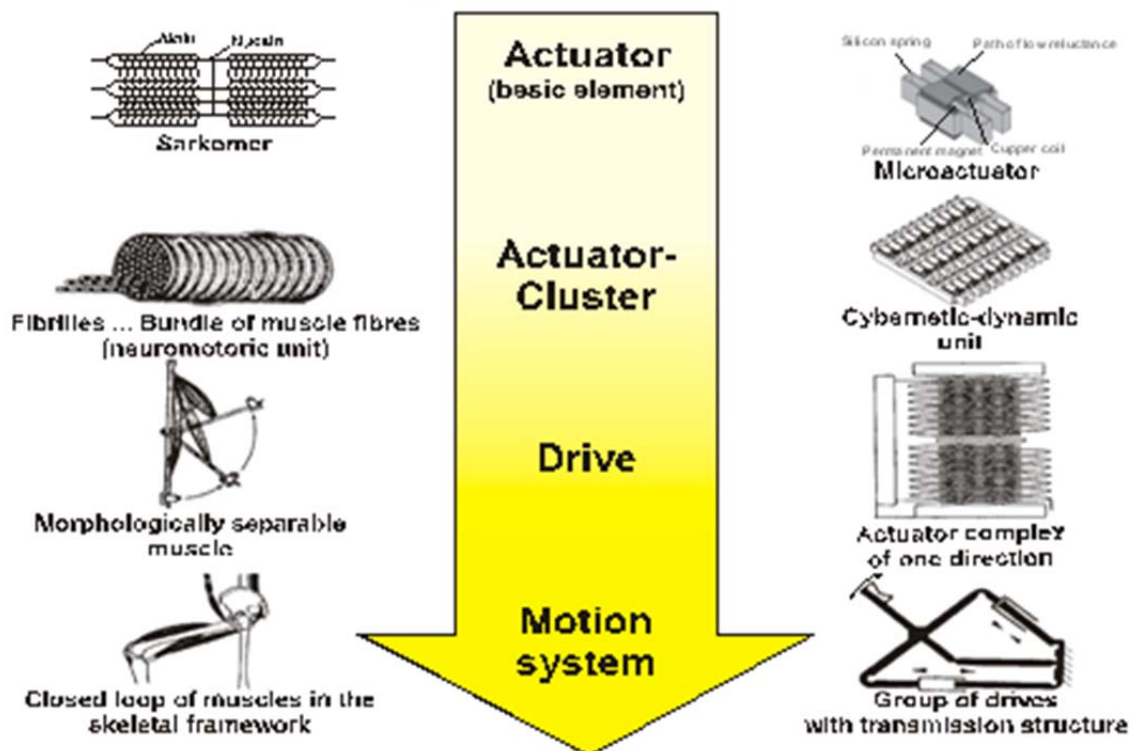 Actin Myosin
Sarkomer
Actuator
(basic element)
Silicon spring
Path of low reluctance
Permanent magnet
Cupper coil
Microactuator
Fibrilles ... Bundle of muscle fibres
(neuromotoric unit)
Actuator-
Cluster
Cybernetic-dynamic
unit
Morphologically separable
muscle
Drive
Actuator complex
of one direction
Closed loop of muscles in the
skeletal framework
Motion
system
Group of drives
with transmission structure